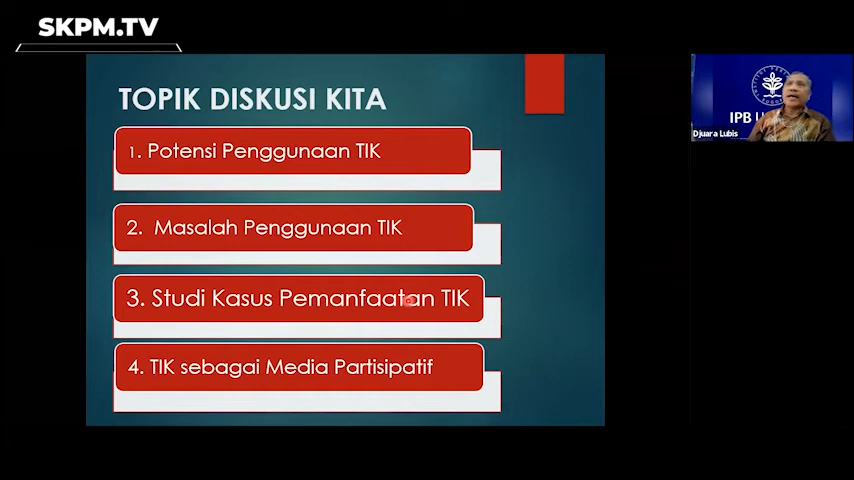 SKPM.TV
TOPIK DISKUSI KITA
1. Potensi Penggunaan TIK
2. Masalah Penggunaan TIK
3. Studi Kasus Pemanfaatan TIK
4. TIK sebagai Media Partisipatif
IPB U
Djuara Lubis